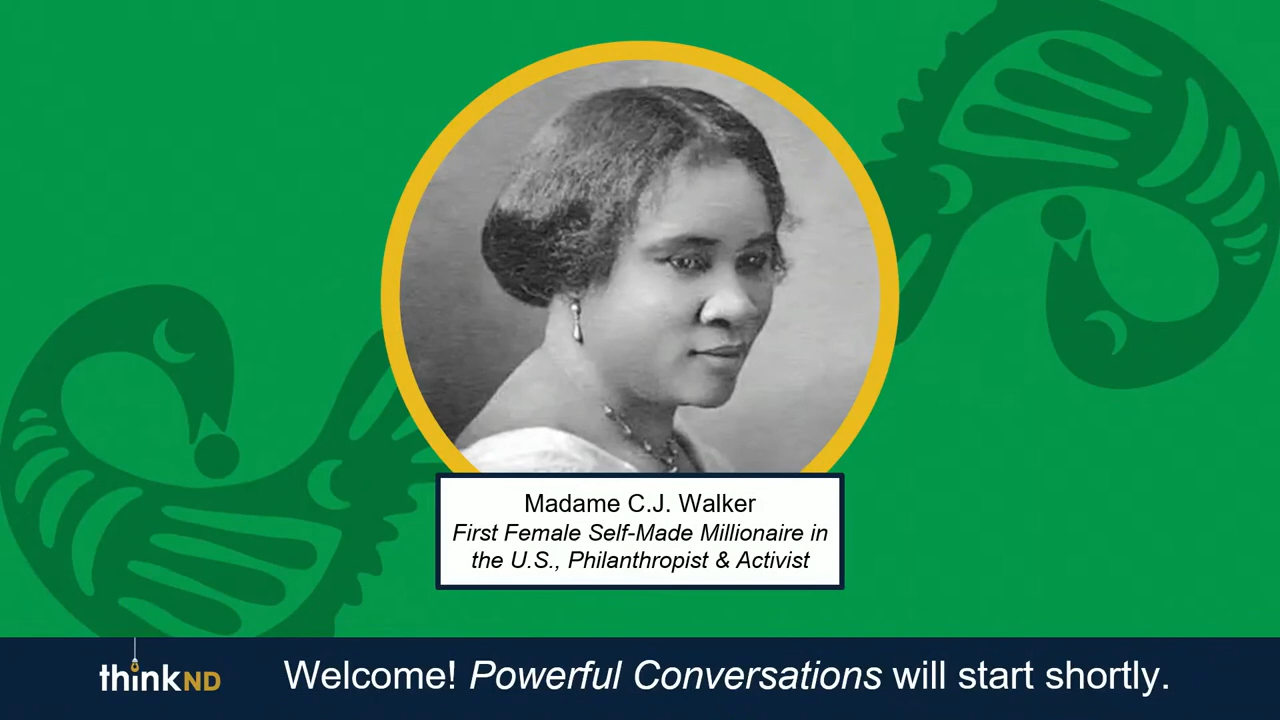 Madame C.J. Walker
First Female Self-Made Millionaire in
the U.S., Philanthropist & Activist
thinkND
Welcome! Powerful Conversations will start shortly.